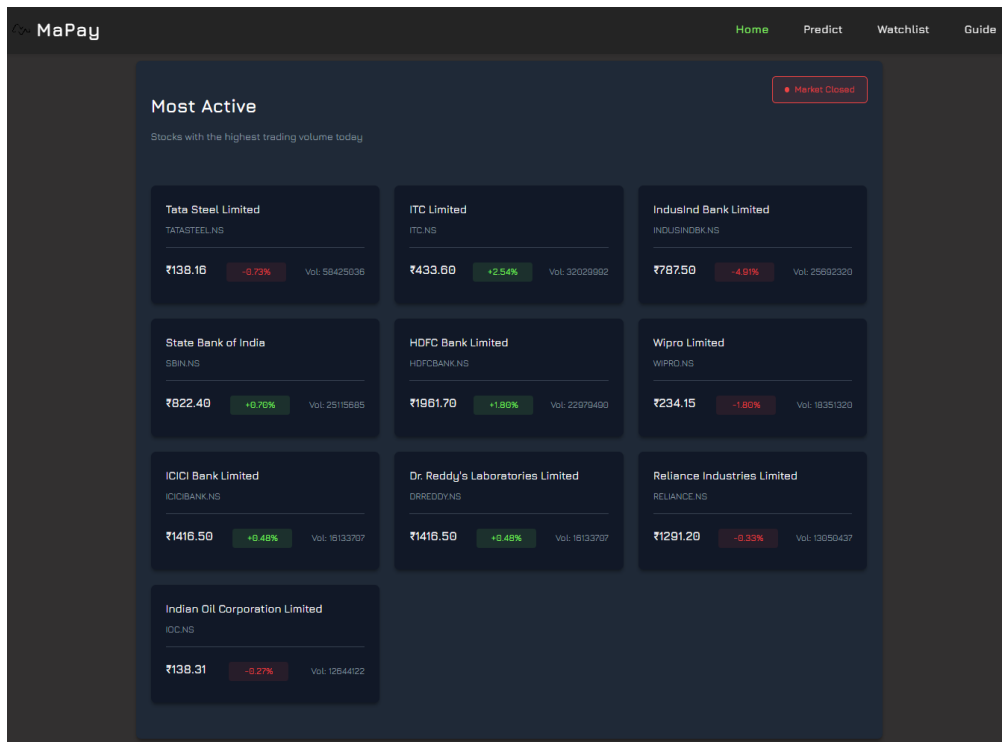 MaPay
Home Predict Watchlist Guide
Market Closed
Most Active
Stocks with the highest trading volume today
Tata Steel Limited
TATASTEEL.NS
₹138.16 -0.73% Vol: 58425036
ITC Limited
ITC.NS
₹433.60 +2.54% Vol: 32029992
IndusInd Bank Limited
INDUSINDBK.NS
₹787.50 -4.91% Vol: 25692320
State Bank of India
SBIN.NS
₹822.40 +0.70% Vol: 25115685
HDFC Bank Limited
HDFCBANK.NS
₹1961.70 +1.80% Vol: 22979490
Wipro Limited
WIPRO.NS
₹234.15 -1.80% Vol: 18351320
ICICI Bank Limited
ICICIBANK.NS
₹1416.50 +0.48% Vol: 16133707
Dr. Reddy's Laboratories Limited
DRREDDY.NS
₹1416.50 +0.48% Vol: 16133707
Reliance Industries Limited
RELIANCE.NS
₹1291.20 -0.33% Vol: 13050437
Indian Oil Corporation Limited
IOC.NS
₹138.31 -0.27% Vol: 12644122